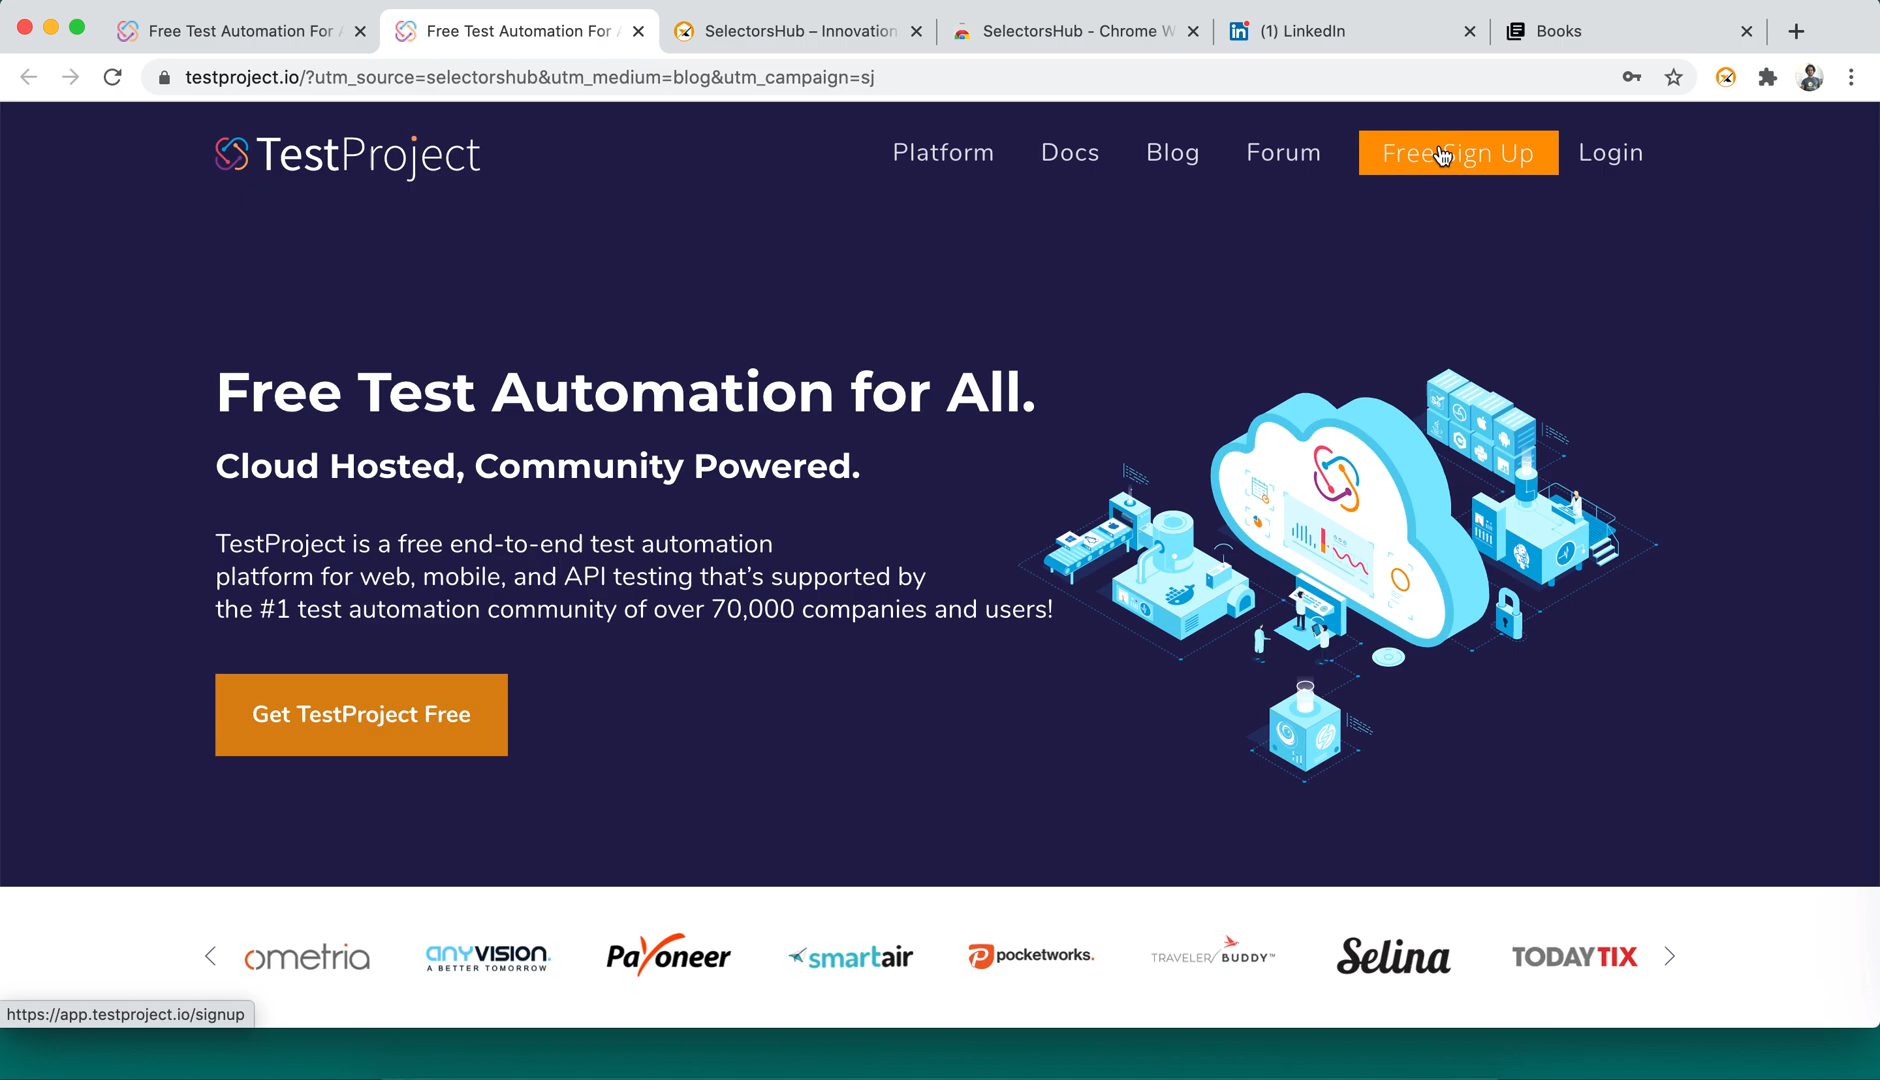 Free Test Automation For A
Free Test Automation For A
SelectorsHub – Innovation
SelectorsHub - Chrome W
(1) LinkedIn
Books
testproject.io/?utm_source=selectorshub&utm_medium=blog&utm_campaign=sj
TestProject
Platform
Docs
Blog
Forum
Free Sign Up
Login
Free Test Automation for All.
Cloud Hosted, Community Powered.
TestProject is a free end-to-end test automation
platform for web, mobile, and API testing that's supported by
the #1 test automation community of over 70,000 companies and users!
Get TestProject Free
ometria
anyvision.
A BETTER TOMORROW
Payoneer
smartair
pocketworks.
TRAVELER BUDDY™
Selina
TODAYTIX
https://app.testproject.io/signup